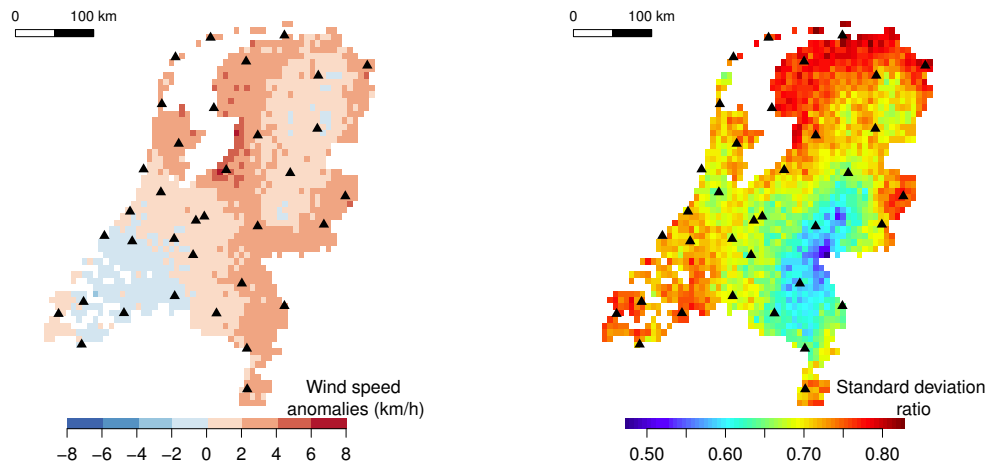 0 100 km
0 100 km
Wind speed
anomalies (km/h)
−8 −6 −4 −2 0 2 4 6 8
Standard deviation
ratio
0.50 0.60 0.70 0.80